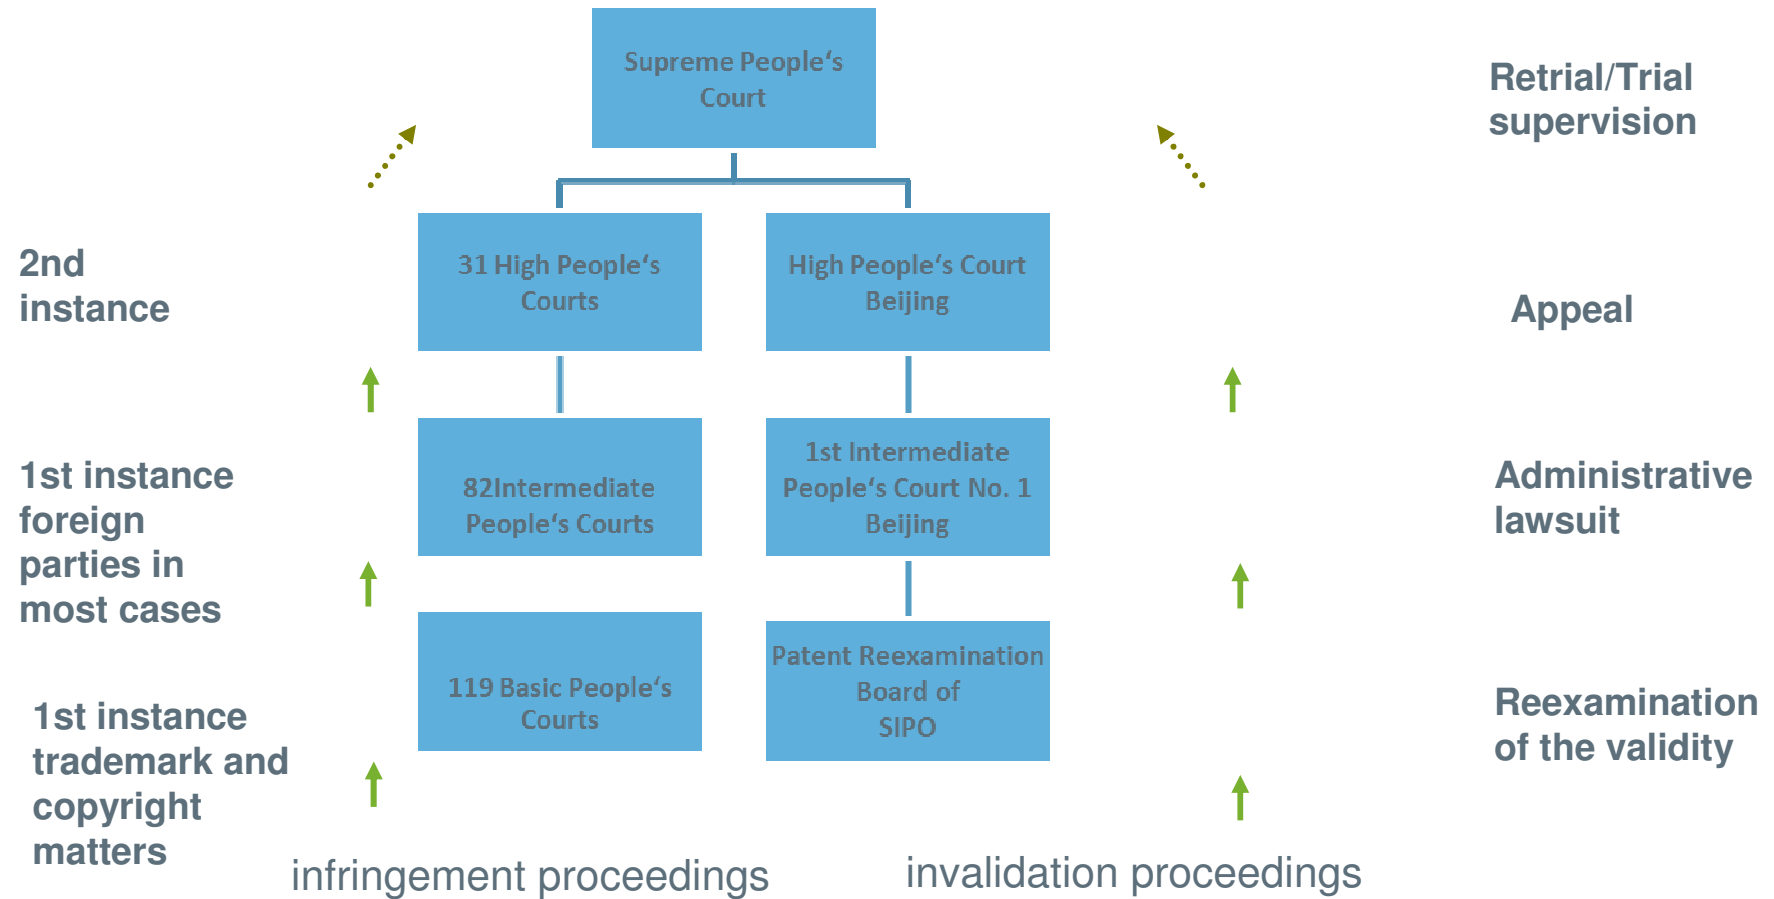 Supreme People‘s
Court
Retrial/Trial
supervision
2nd
instance
31 High People‘s
Courts
High People‘s Court
Beijing
Appeal
1st instance
foreign
parties in
most cases
82Intermediate
People‘s Courts
1st Intermediate
People‘s Court No. 1
Beijing
Administrative
lawsuit
1st instance
trademark and
copyright
matters
119 Basic People‘s
Courts
Patent Reexamination
Board of
SIPO
Reexamination
of the validity
infringement proceedings
invalidation proceedings